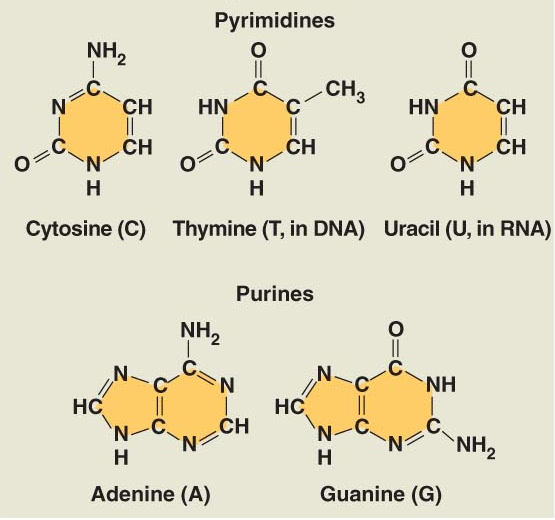 Pyrimidines
NH2
N C CH
O C N CH
H
Cytosine (C)
O
HN C C CH3
O C N CH
H
Thymine (T, in DNA)
O
HN C CH
O C N CH
H
Uracil (U, in RNA)
Purines
NH2
N C C N
HC N C N CH
H
Adenine (A)
O
N C C NH
HC N C N C NH2
H
Guanine (G)